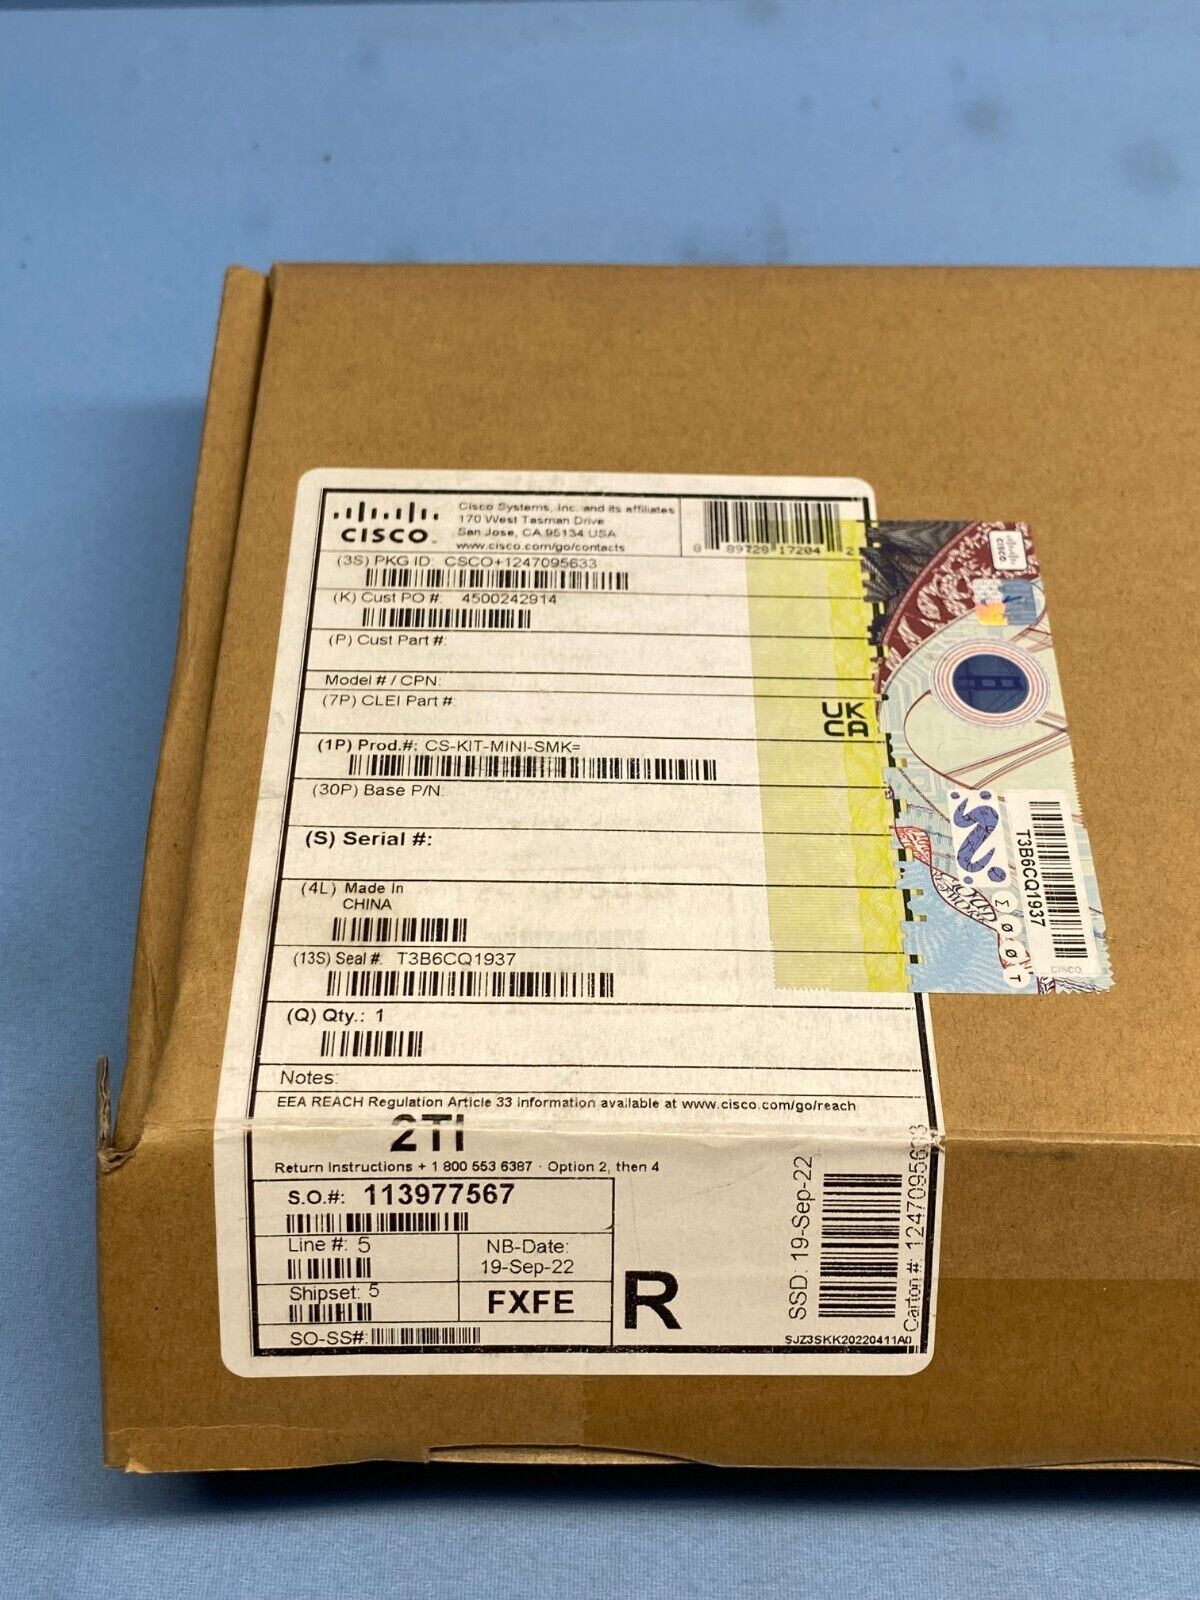 CISCO
Cisco Systems, Inc. and its affiliates
170 West Tasman Drive
San Jose, CA 95134 USA
www.cisco.com/go/contacts
8 89728 17204 2
(3S) PKG ID: CSCO+1247095633
(K) Cust PO #: 4500242914
(P) Cust Part #:
Model # / CPN:
(7P) CLEI Part #:
UK
CA
(1P) Prod.#: CS-KIT-MINI-SMK=
(30P) Base P/N:
(S) Serial #:
(4L) Made In
CHINA
(13S) Seal #: T3B6CQ1937
(Q) Qty.: 1
Notes:
EEA REACH Regulation Article 33 information available at www.cisco.com/go/reach
2TI
Return Instructions + 1 800 553 6387 · Option 2, then 4
S.O.#: 113977567
Line #: 5
NB-Date:
19-Sep-22
Shipset: 5
FXFE
SO-SS#:
R
SSD: 19-Sep-22
Carton #: 1247095633
SJZ3SKK20220411A0
CISCO
T3B6CQ1937
CISCO